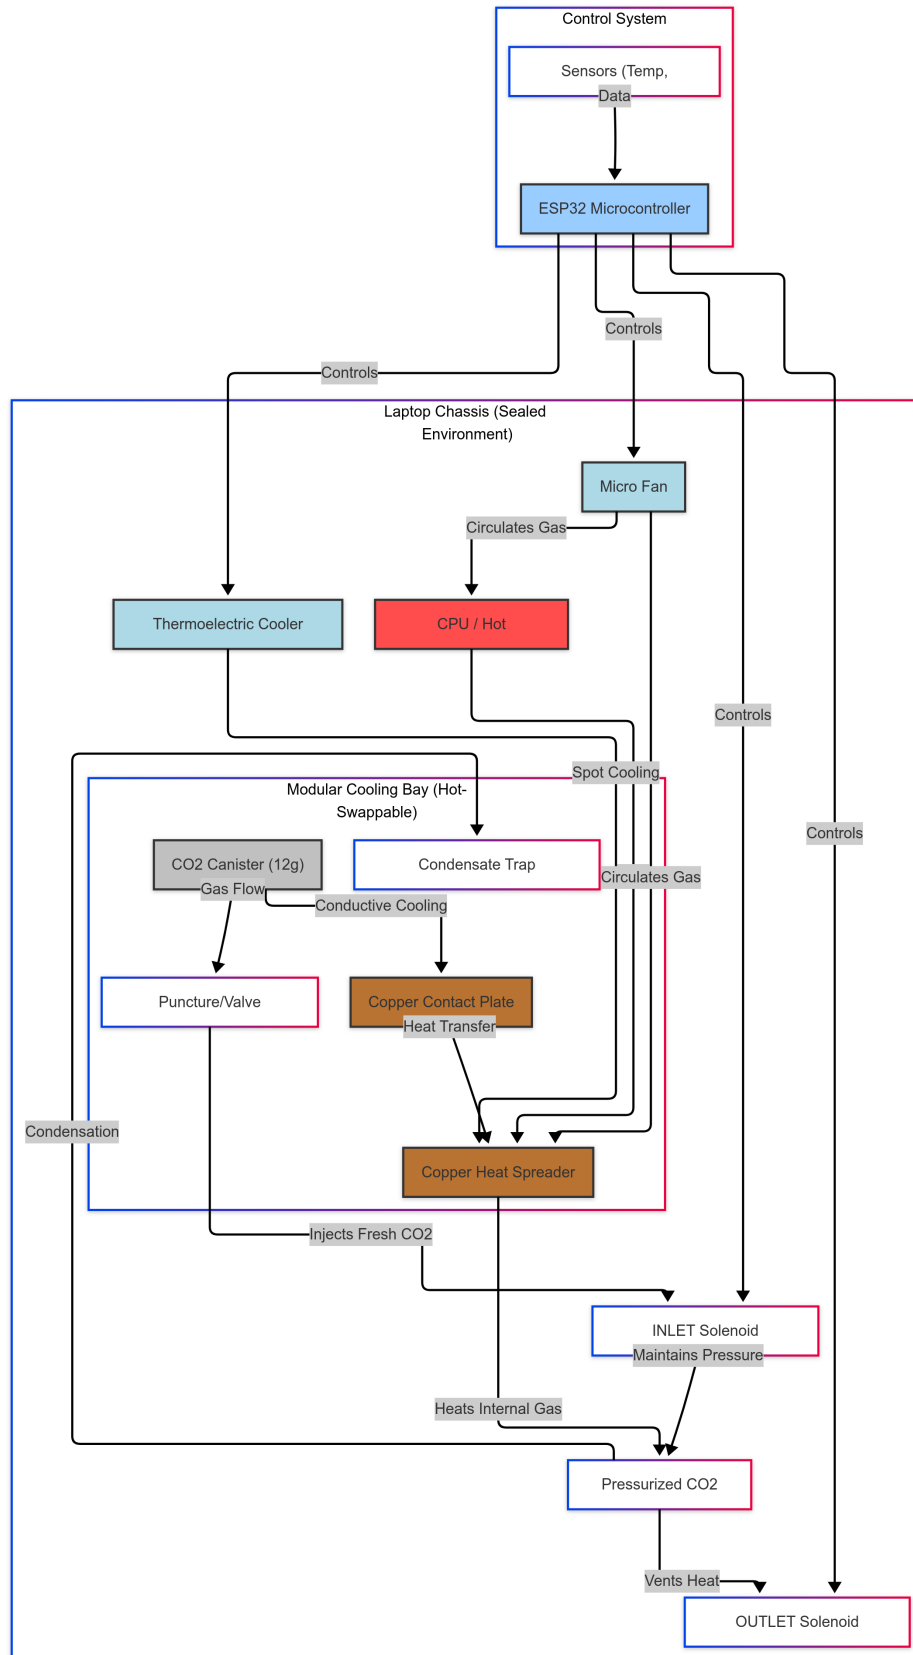 Control System
Sensors (Temp,
Data
ESP32 Microcontroller
Controls
Controls
Laptop Chassis (Sealed
Environment)
Micro Fan
Circulates Gas
Thermoelectric Cooler
CPU / Hot
Controls
Spot Cooling
Modular Cooling Bay (Hot-
Swappable)
Controls
CO2 Canister (12g)
Condensate Trap
Circulates Gas
Gas Flow
Conductive Cooling
Puncture/Valve
Copper Contact Plate
Heat Transfer
Condensation
Copper Heat Spreader
Injects Fresh CO2
INLET Solenoid
Maintains Pressure
Heats Internal Gas
Pressurized CO2
Vents Heat
OUTLET Solenoid